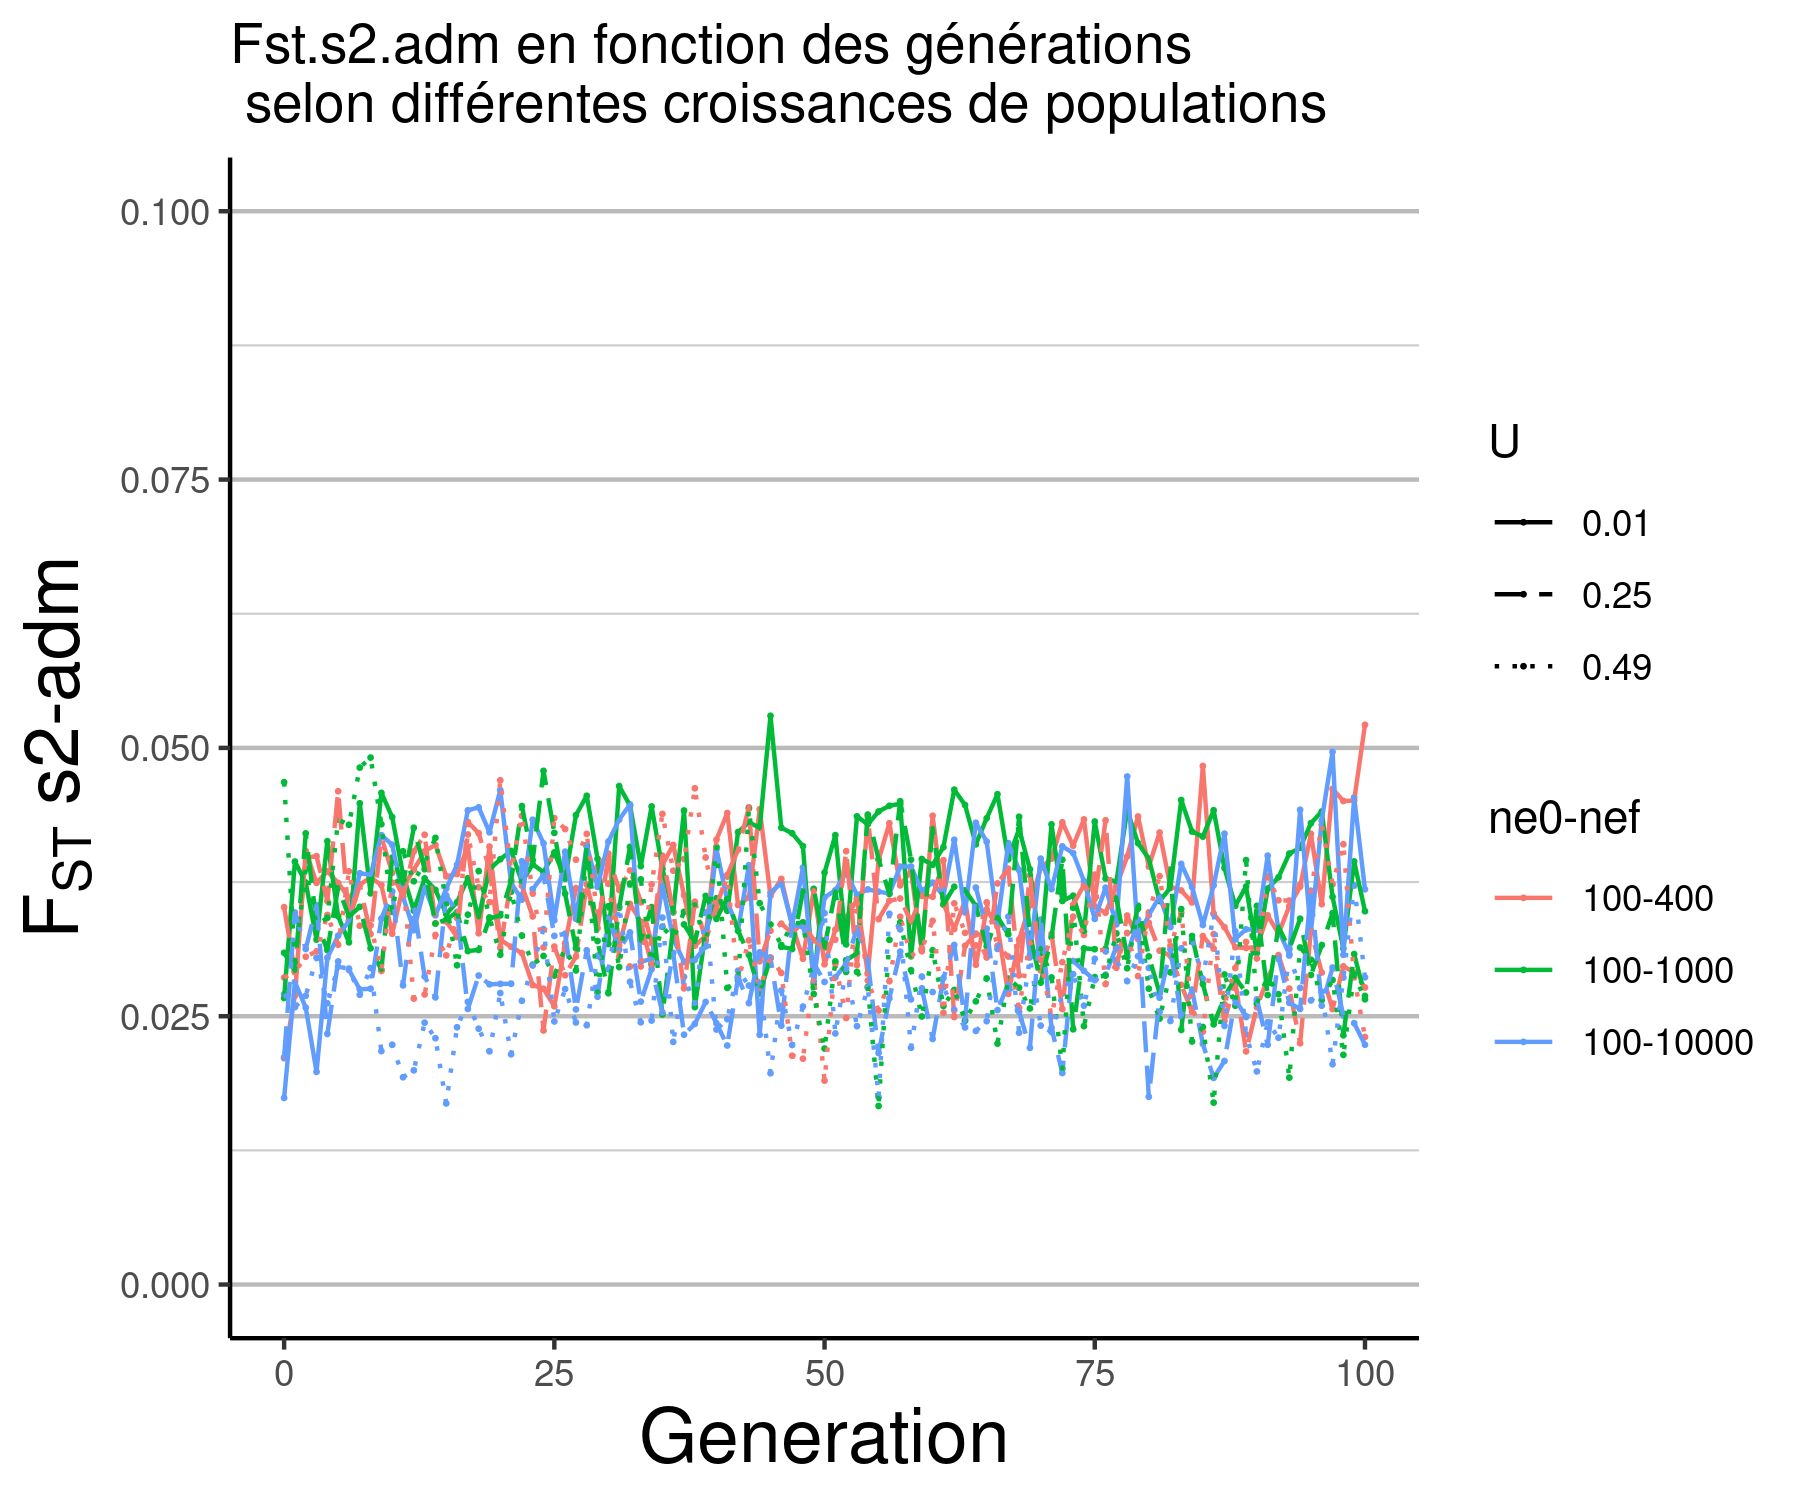 Fst.s2.adm en fonction des générations
selon différentes croissances de populations
0.100
0.075
0.050
0.025
0.000
FST s2-adm
0 25 50 75 100
Generation
U
0.01
0.25
0.49
ne0-nef
100-400
100-1000
100-10000